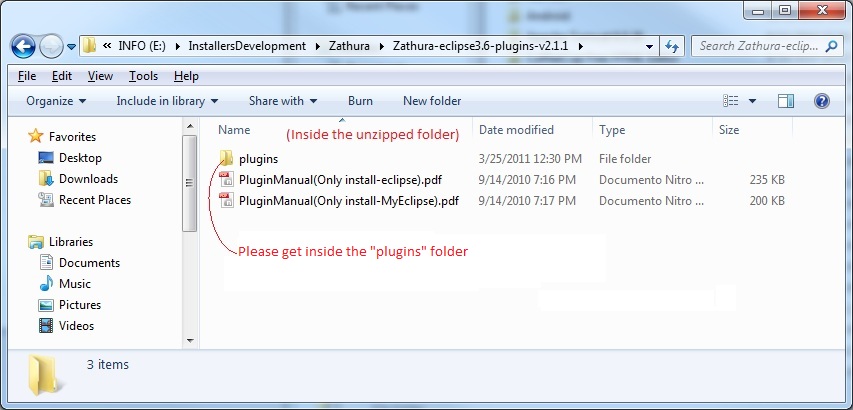 « INFO (E:) ▸ InstallersDevelopment ▸ Zathura ▸ Zathura-eclipse3.6-plugins-v2.1.1 ▸
Search Zathura-eclip...
File Edit View Tools Help
Organize Include in library Share with Burn New folder
Name Date modified Type Size
(Inside the unzipped folder)
Favorites
Desktop
Downloads
Recent Places
Libraries
Documents
Music
Pictures
Videos
plugins 3/25/2011 12:30 PM File folder
PluginManual(Only install-eclipse).pdf 9/14/2010 7:16 PM Documento Nitro ... 235 KB
PluginManual(Only install-MyEclipse).pdf 9/14/2010 7:17 PM Documento Nitro ... 200 KB
Please get inside the "plugins" folder
3 items